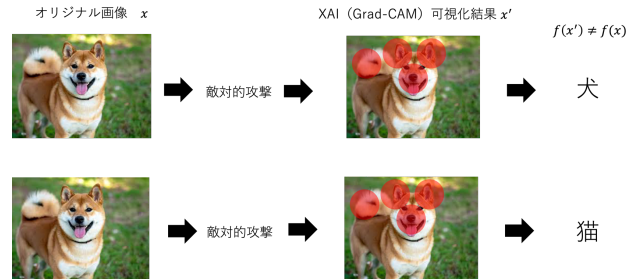 オリジナル画像 x
XAI（Grad-CAM）可視化結果 x′
f(x′) ≠ f(x)
敵対的攻撃
犬
敵対的攻撃
猫